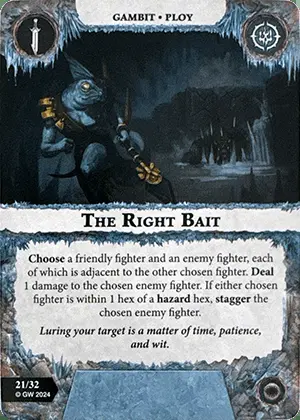 GAMBIT • PLOY
THE RIGHT BAIT
Choose a friendly fighter and an enemy fighter, each
of which is adjacent to the other chosen fighter. Deal
1 damage to the chosen enemy fighter. If either chosen
fighter is within 1 hex of a hazard hex, stagger the
chosen enemy fighter.
Luring your target is a matter of time, patience,
and wit.
21/32
© GW 2024